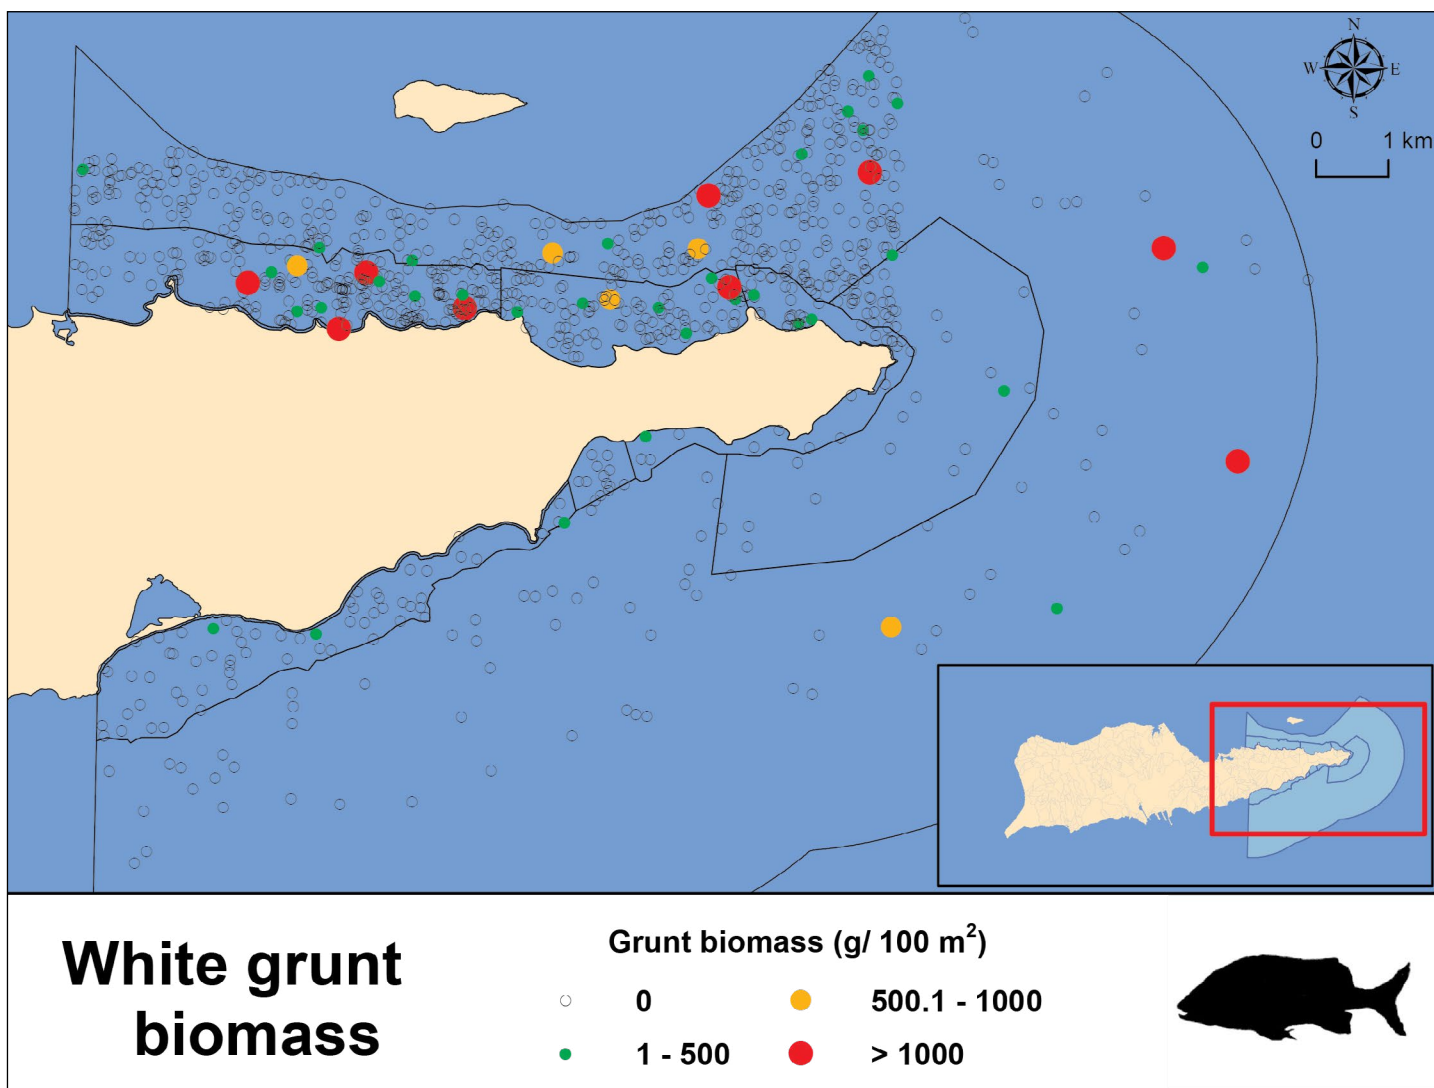 N
W E
S
0 1 km
White grunt
biomass
Grunt biomass (g/ 100 m²)
0
500.1 - 1000
1 - 500
> 1000